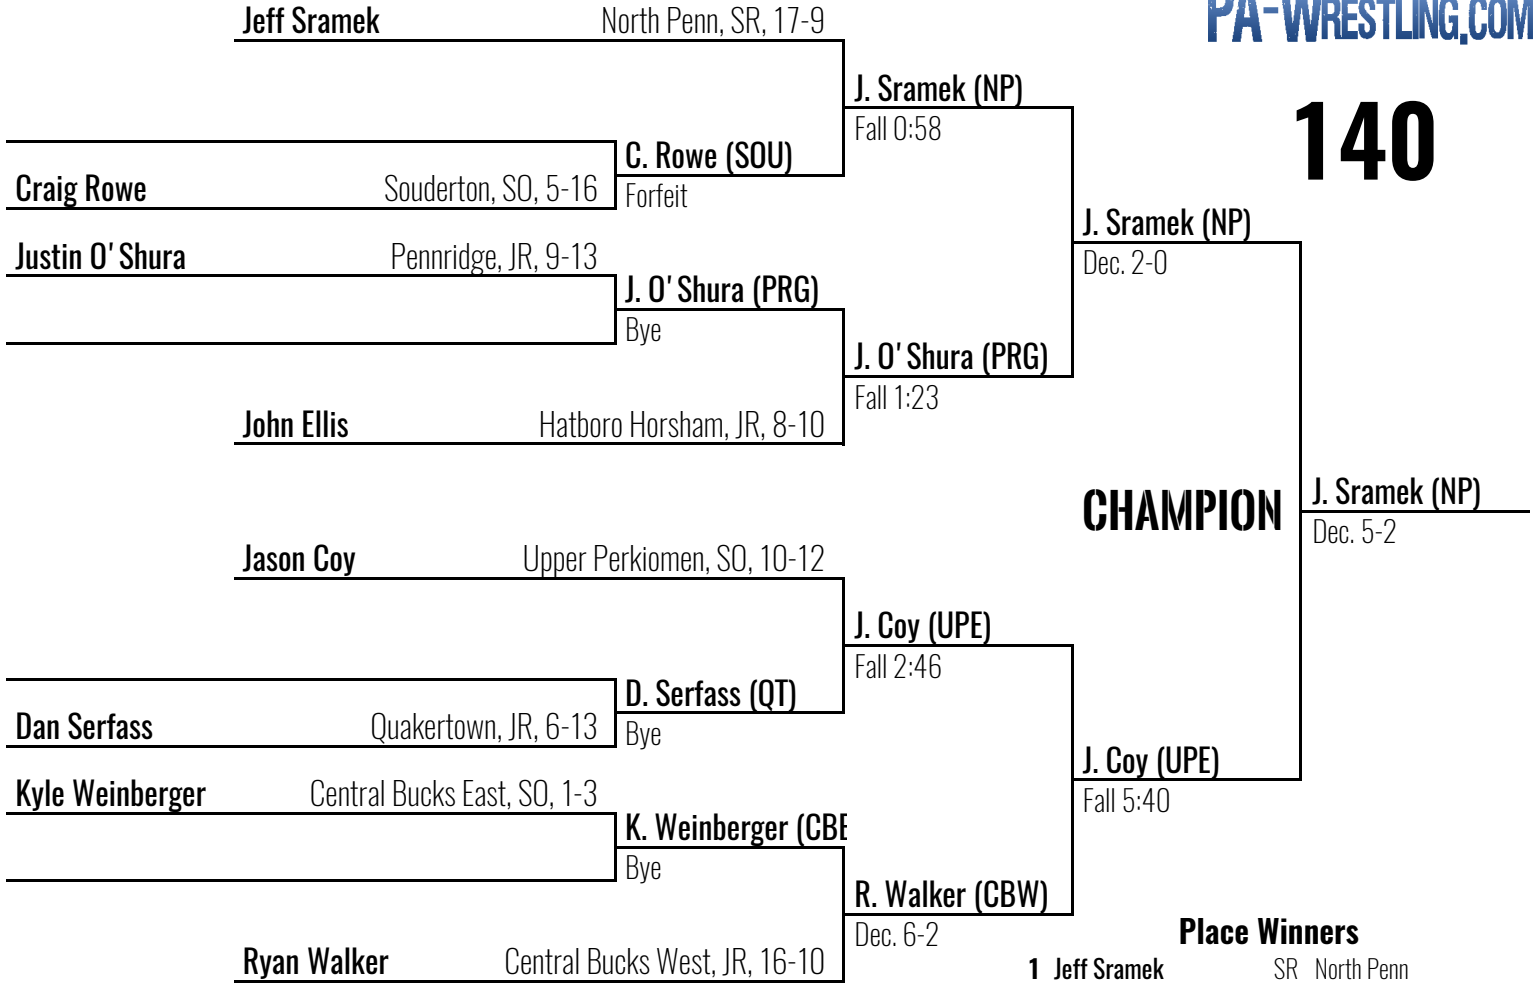 Jeff Sramek North Penn, SR, 17-9
PA-WRESTLING.COM
J. Sramek (NP)
Fall 0:58
140
C. Rowe (SOU)
Craig Rowe Souderton, SO, 5-16
Forfeit
J. Sramek (NP)
Justin O'Shura Pennridge, JR, 9-13
Dec. 2-0
J. O'Shura (PRG)
Bye
J. O'Shura (PRG)
Fall 1:23
John Ellis Hatboro Horsham, JR, 8-10
CHAMPION
J. Sramek (NP)
Dec. 5-2
Jason Coy Upper Perkiomen, SO, 10-12
J. Coy (UPE)
Fall 2:46
D. Serfass (QT)
Dan Serfass Quakertown, JR, 6-13
Bye
J. Coy (UPE)
Kyle Weinberger Central Bucks East, SO, 1-3
Fall 5:40
K. Weinberger (CBE
Bye
R. Walker (CBW)
Dec. 6-2
Place Winners
Ryan Walker Central Bucks West, JR, 16-10
1 Jeff Sramek SR North Penn